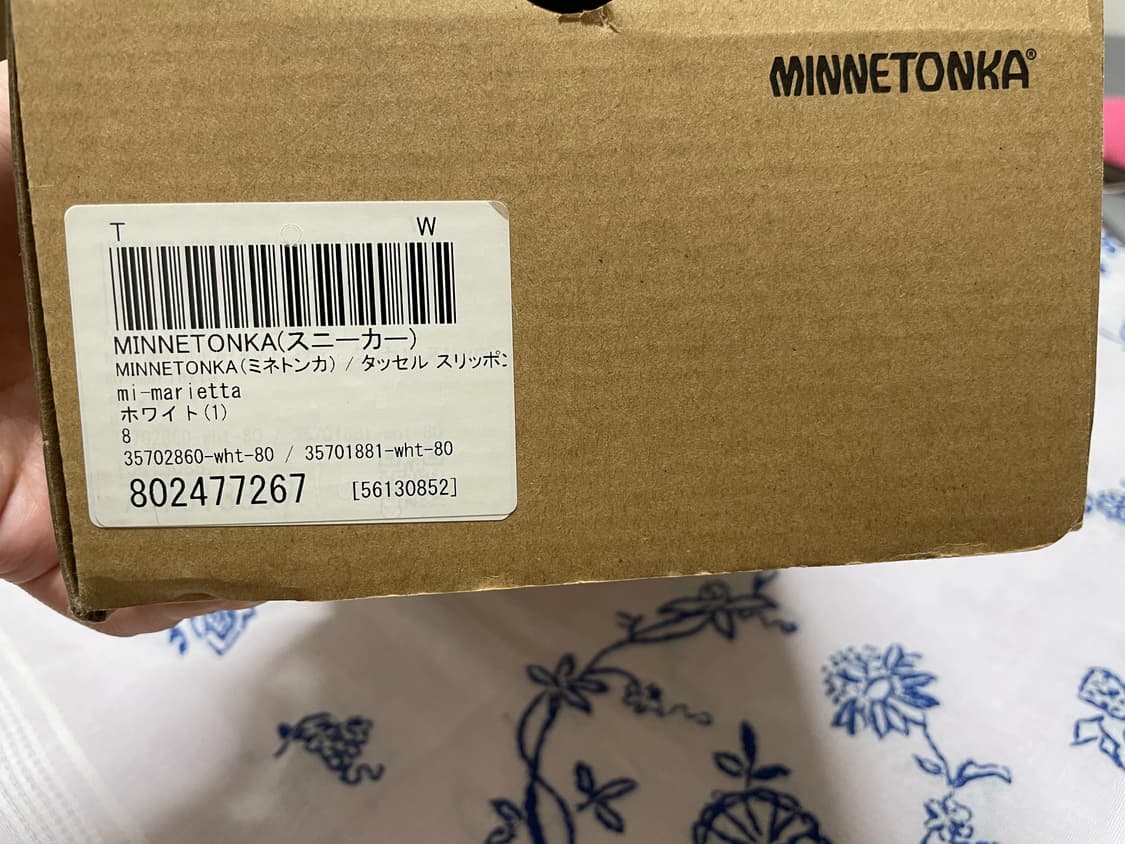 MINNETONKA®
T W
MINNETONKA(スニーカー)
MINNETONKA(ミネトンカ) / タッセル スリッポ
mi-marietta
ホワイト(1)
8
35702860-wht-80 / 35701881-wht-80
802477267 [56130852]